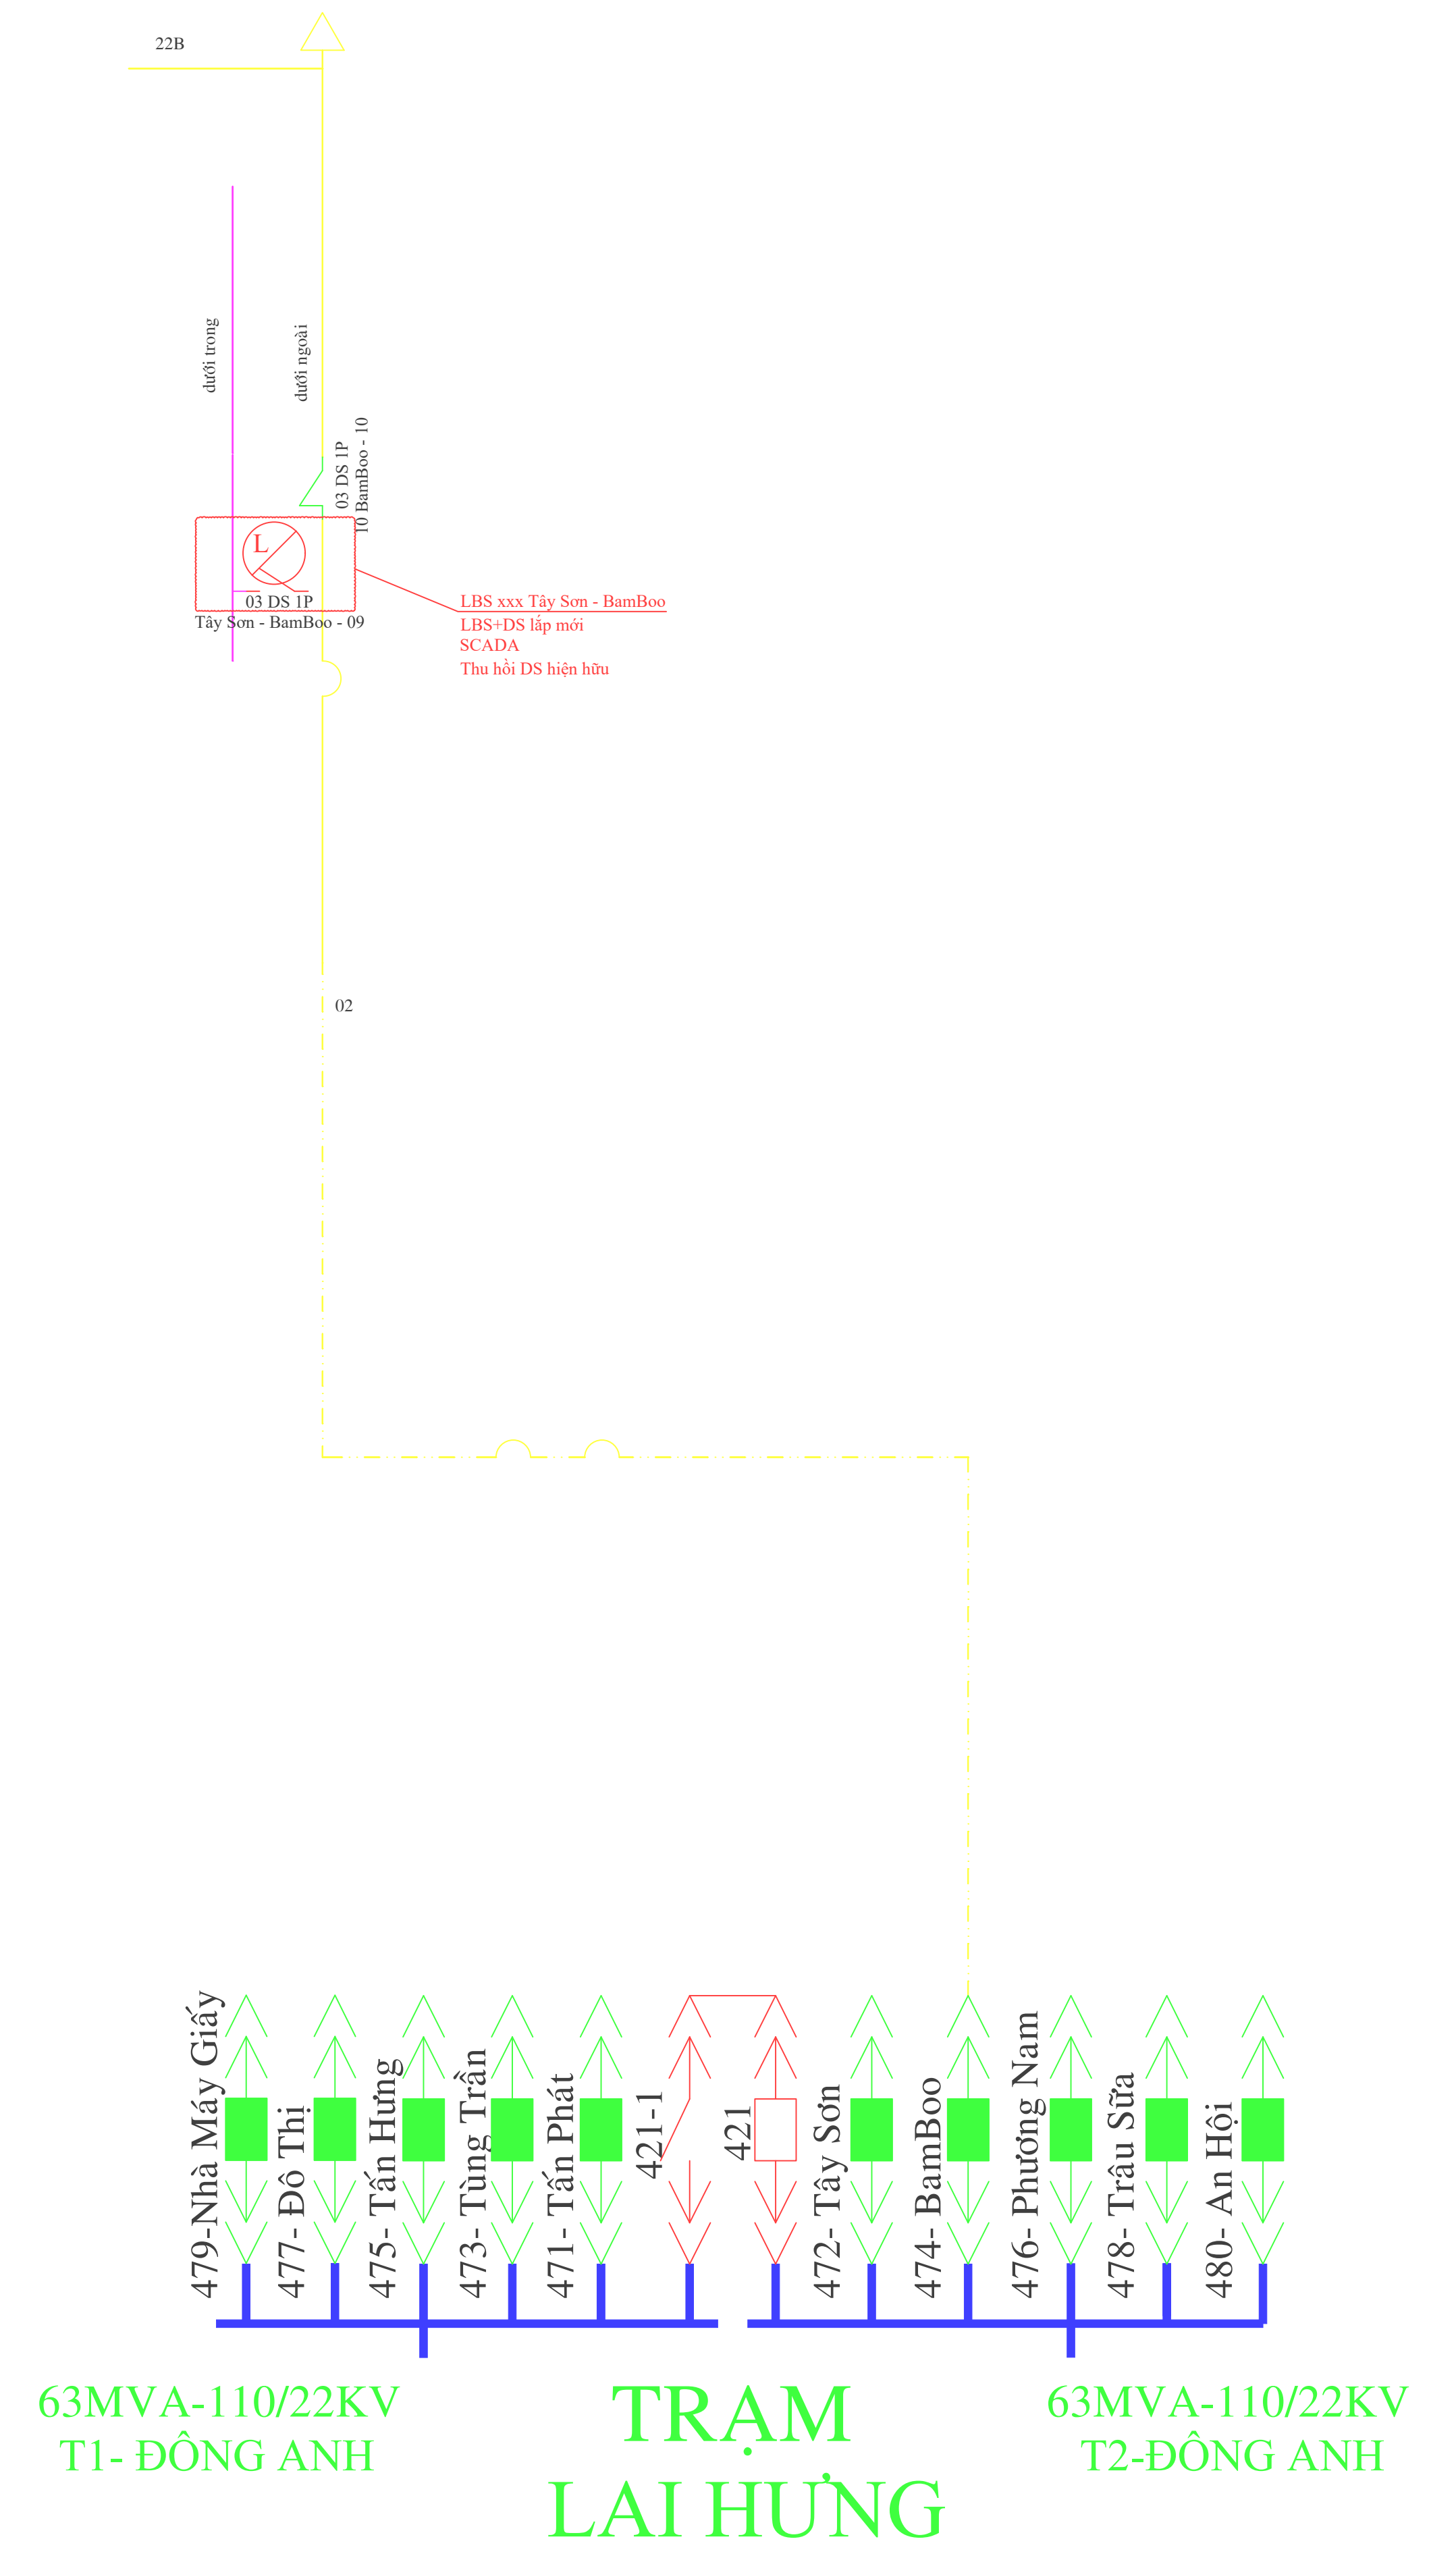 22B
dưới trong
dưới ngoài
03 DS 1P
10 BamBoo - 10
L
03 DS 1P
Tây Sơn - BamBoo - 09
LBS xxx Tây Sơn - BamBoo
LBS+DS lắp mới
SCADA
Thu hồi DS hiện hữu
02
479-Nhà Máy Giấy
477- Đô Thị
475- Tấn Hưng
473- Tùng Trần
471- Tấn Phát
421-1
421
472- Tây Sơn
474- BamBoo
476- Phương Nam
478- Trâu Sữa
480- An Hội
63MVA-110/22KV
T1- ĐÔNG ANH
TRẠM
LAI HƯNG
63MVA-110/22KV
T2-ĐÔNG ANH